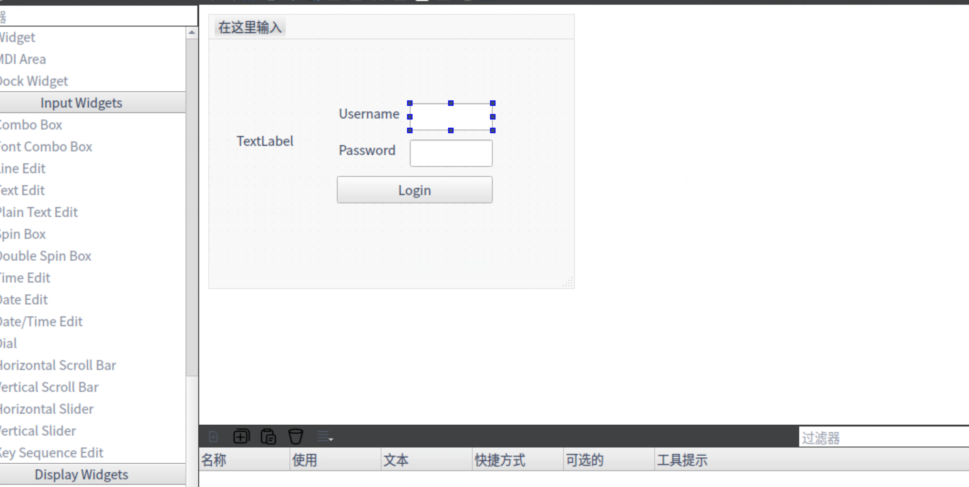 器
Widget
MDI Area
Dock Widget
Input Widgets
Combo Box
Font Combo Box
Line Edit
Text Edit
Plain Text Edit
Spin Box
Double Spin Box
Time Edit
Date Edit
Date/Time Edit
Dial
Horizontal Scroll Bar
Vertical Scroll Bar
Horizontal Slider
Vertical Slider
Key Sequence Edit
Display Widgets
在这里输入
Username
TextLabel
Password
Login
过滤器
名称 使用 文本 快捷方式 可选的 工具提示